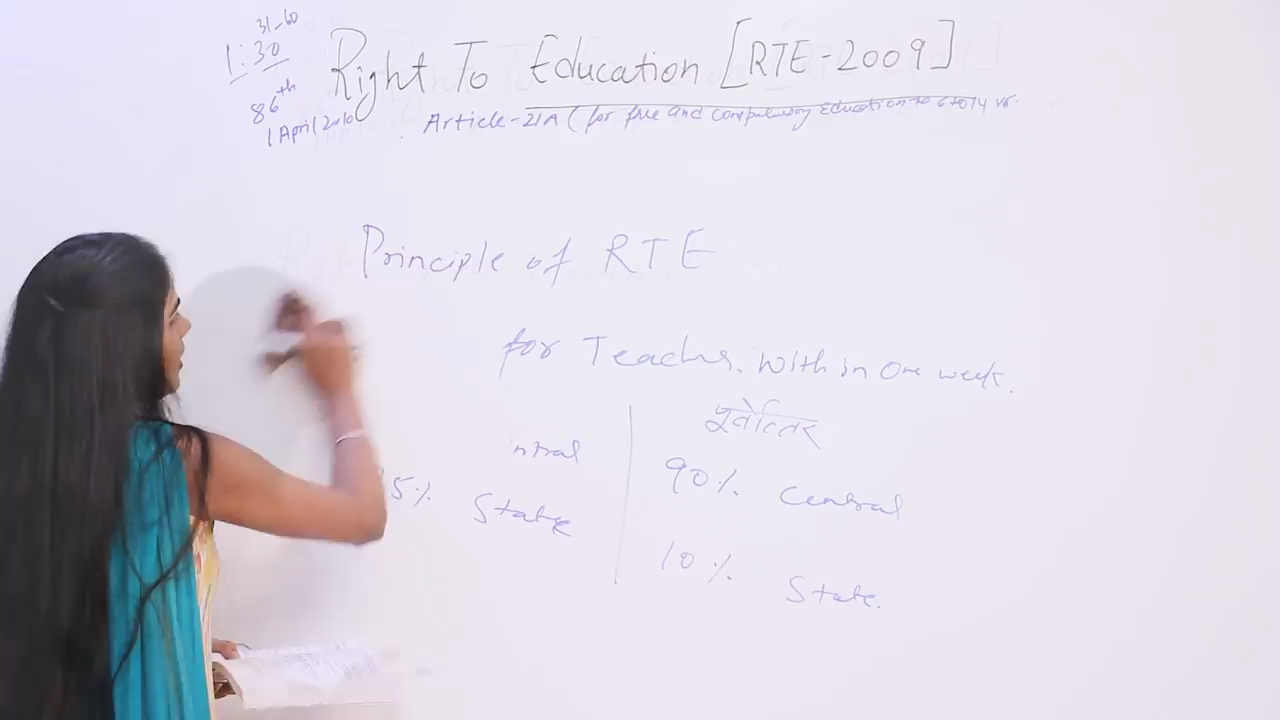 31-60
1:30
Right To Education [RTE-2009]
86th
1 April 2010
Article-21A (for free and compulsory Education to 6 to 14 yr.
Principle of RTE
for Teachers. With in One week.
पूर्वोत्तर
ntral
90%. Central
5%. State
10%. State.